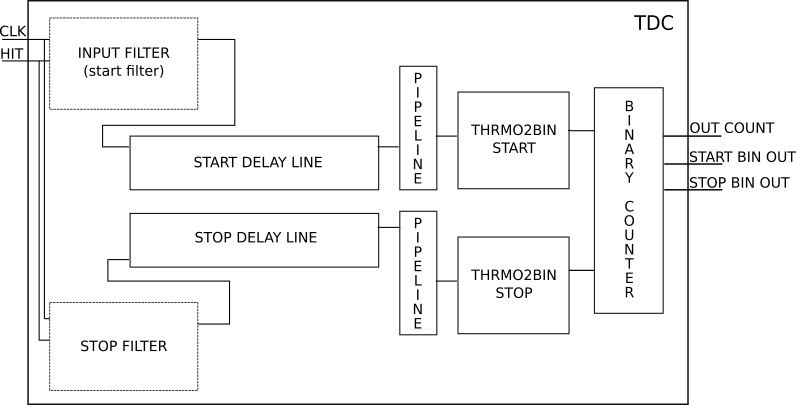 TDC
CLK
HIT
INPUT FILTER
(start filter)
START DELAY LINE
PIPELINE
THRMO2BIN
START
BINARY COUNTER
OUT COUNT
START BIN OUT
STOP BIN OUT
STOP DELAY LINE
PIPELINE
THRMO2BIN
STOP
STOP FILTER